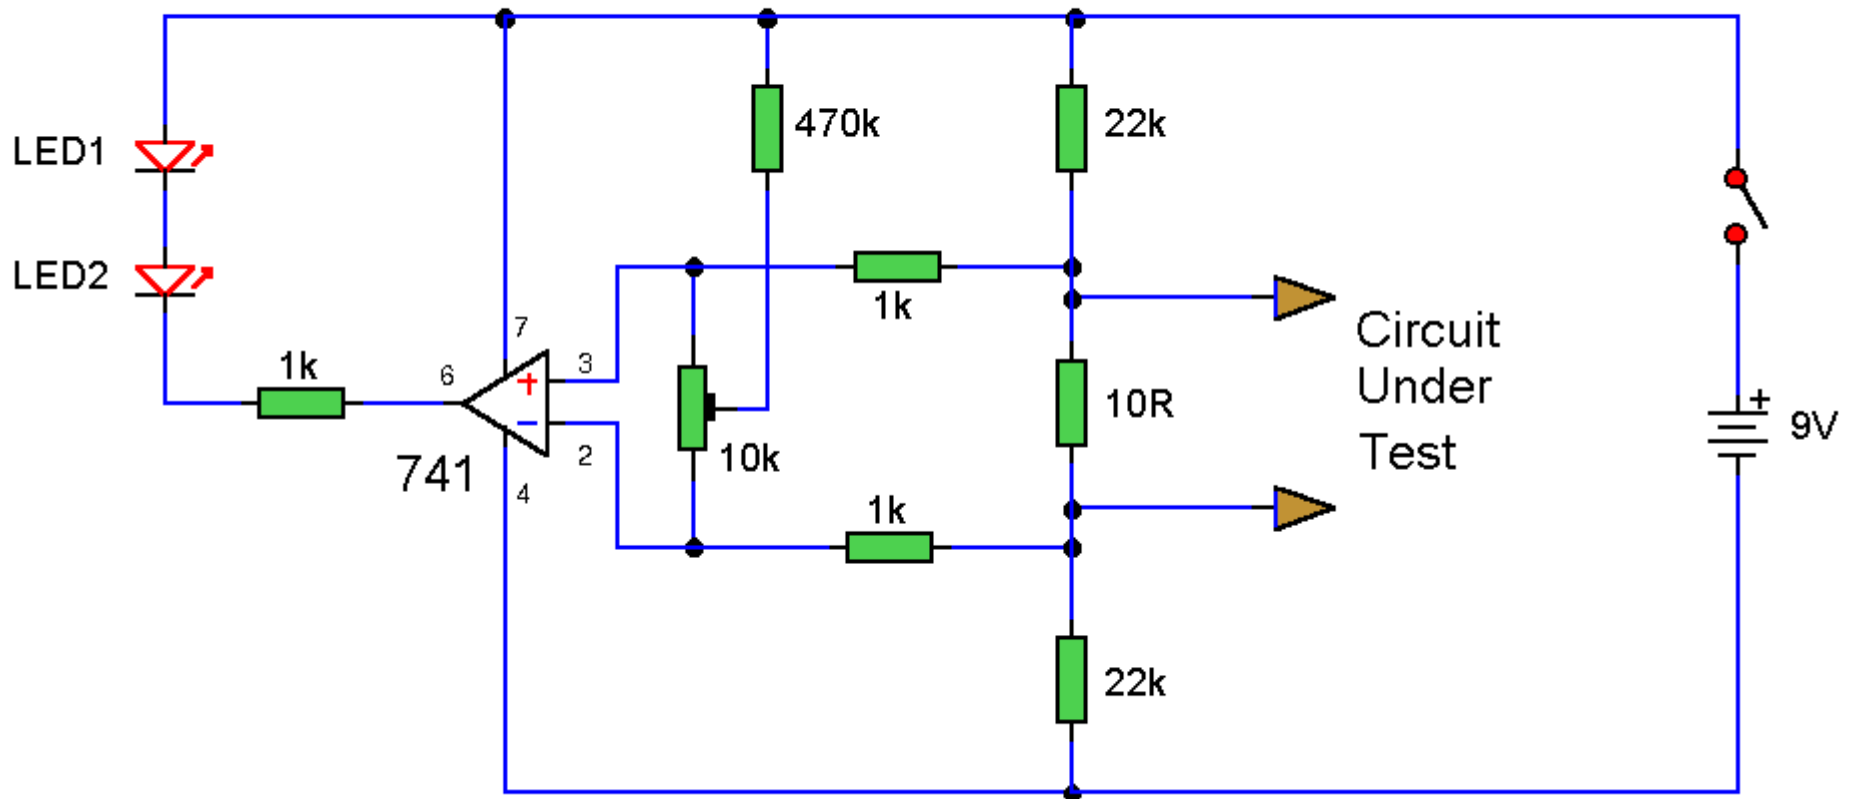 470k
22k
LED1
LED2
1k
Circuit
Under
Test
7
3
1k
6
+
10R
+
9V
−
2
10k
741
4
1k
22k